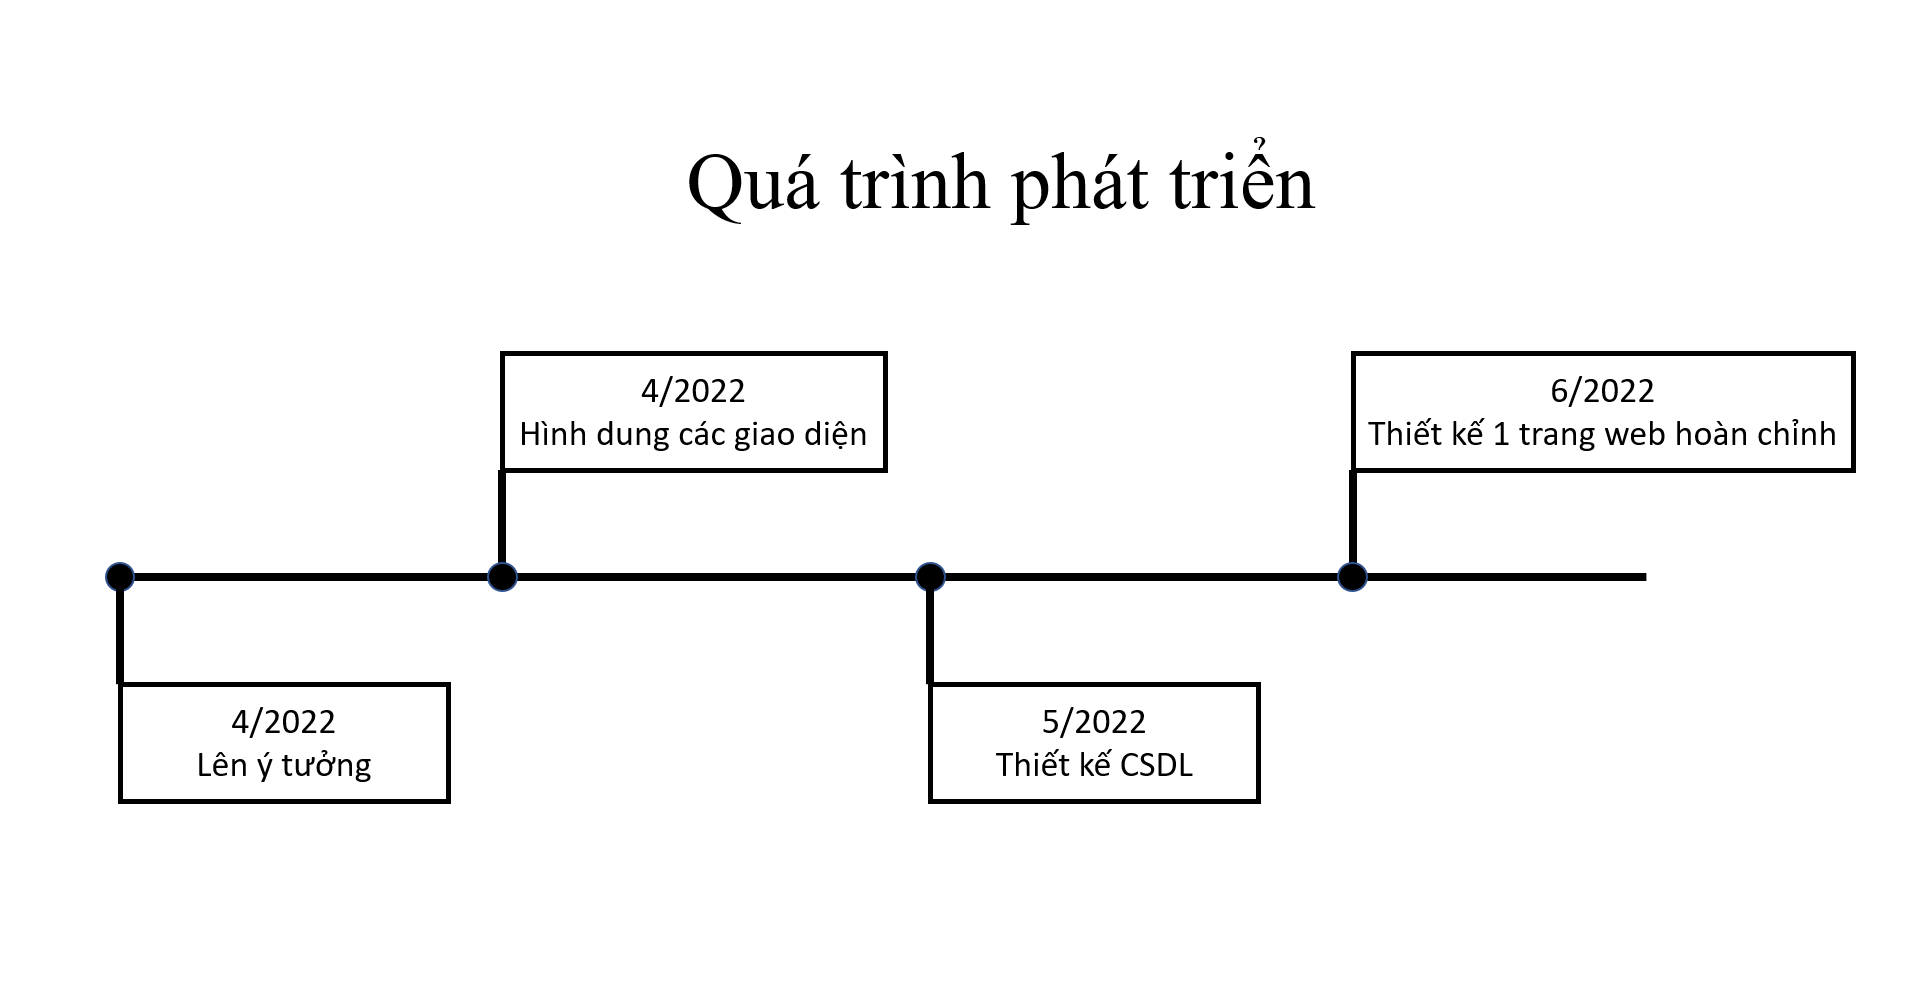 Quá trình phát triển
4/2022
Lên ý tưởng
4/2022
Hình dung các giao diện
5/2022
Thiết kế CSDL
6/2022
Thiết kế 1 trang web hoàn chỉnh